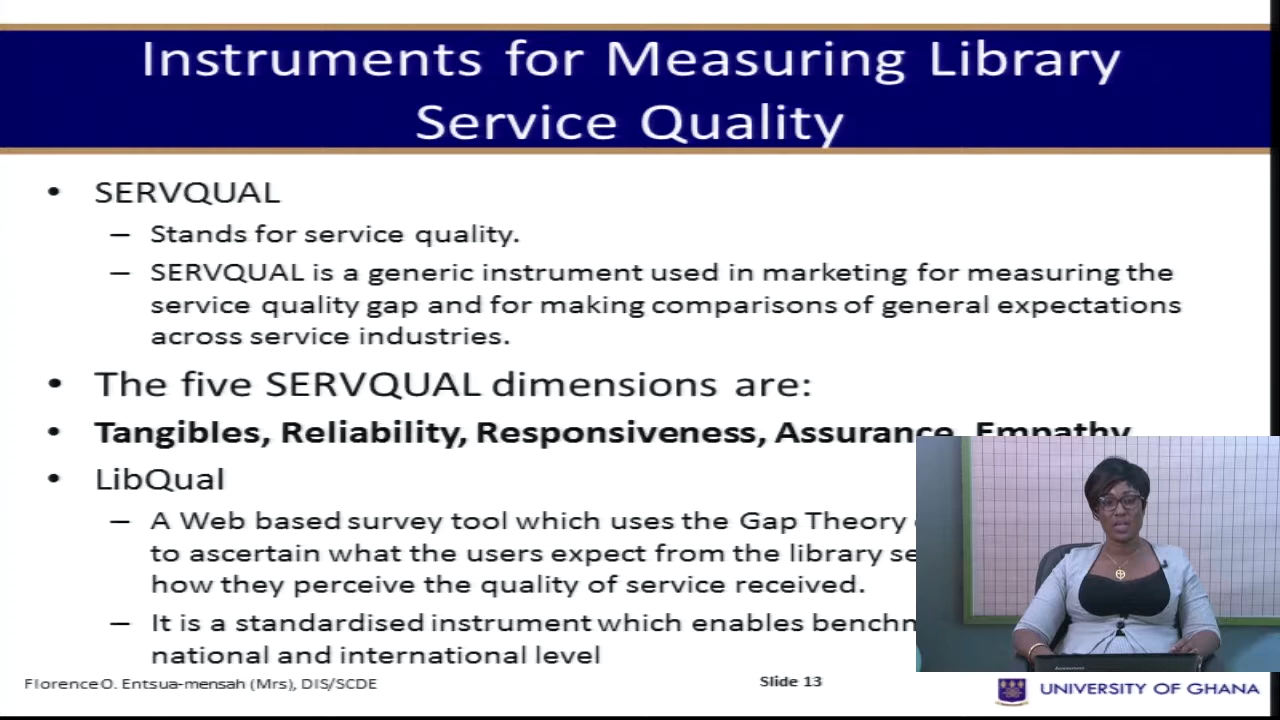 Instruments for Measuring Library
Service Quality
• SERVQUAL
– Stands for service quality.
– SERVQUAL is a generic instrument used in marketing for measuring the
service quality gap and for making comparisons of general expectations
across service industries.
• The five SERVQUAL dimensions are:
• Tangibles, Reliability, Responsiveness, Assurance, Empathy
• LibQual
– A Web based survey tool which uses the Gap Theory
to ascertain what the users expect from the library
how they perceive the quality of service received.
– It is a standardised instrument which enables
national and international level
Florence O. Entsua-mensah (Mrs), DIS/SCDE
Slide 13
UNIVERSITY OF GHANA